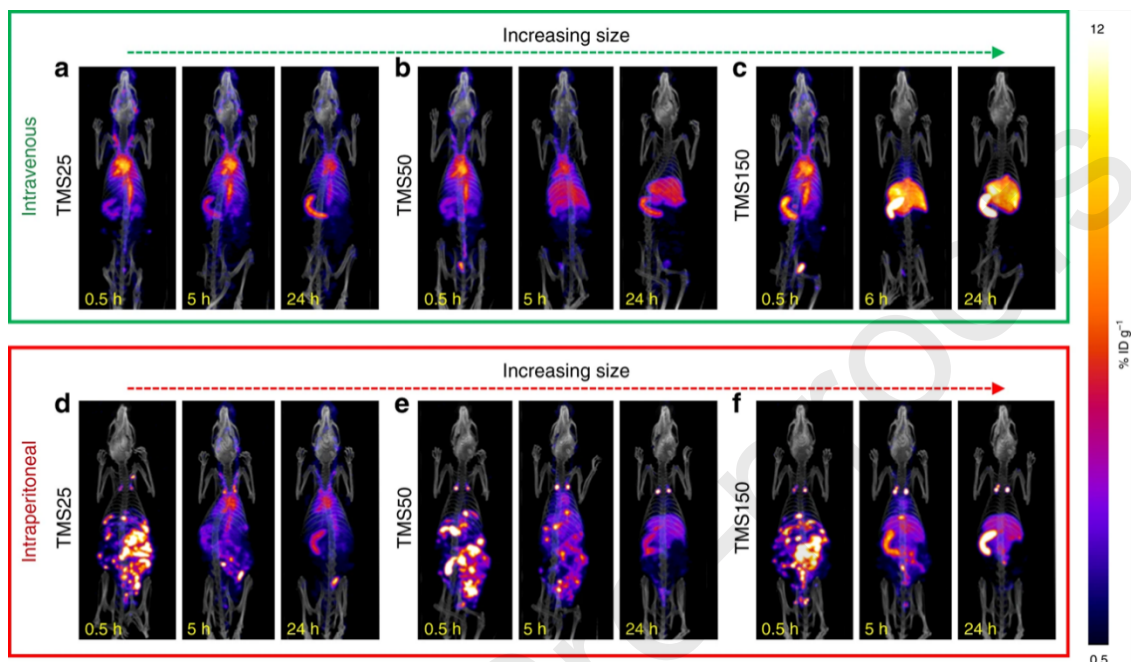 12
Increasing size
a
b
c
Intravenous
TMS25
TMS50
TMS150
0.5 h
5 h
24 h
0.5 h
5 h
24 h
0.5 h
6 h
24 h
% ID g⁻¹
Increasing size
d
e
f
Intraperitoneal
TMS25
TMS50
TMS150
0.5 h
5 h
24 h
0.5 h
5 h
24 h
0.5 h
5 h
24 h
0.5